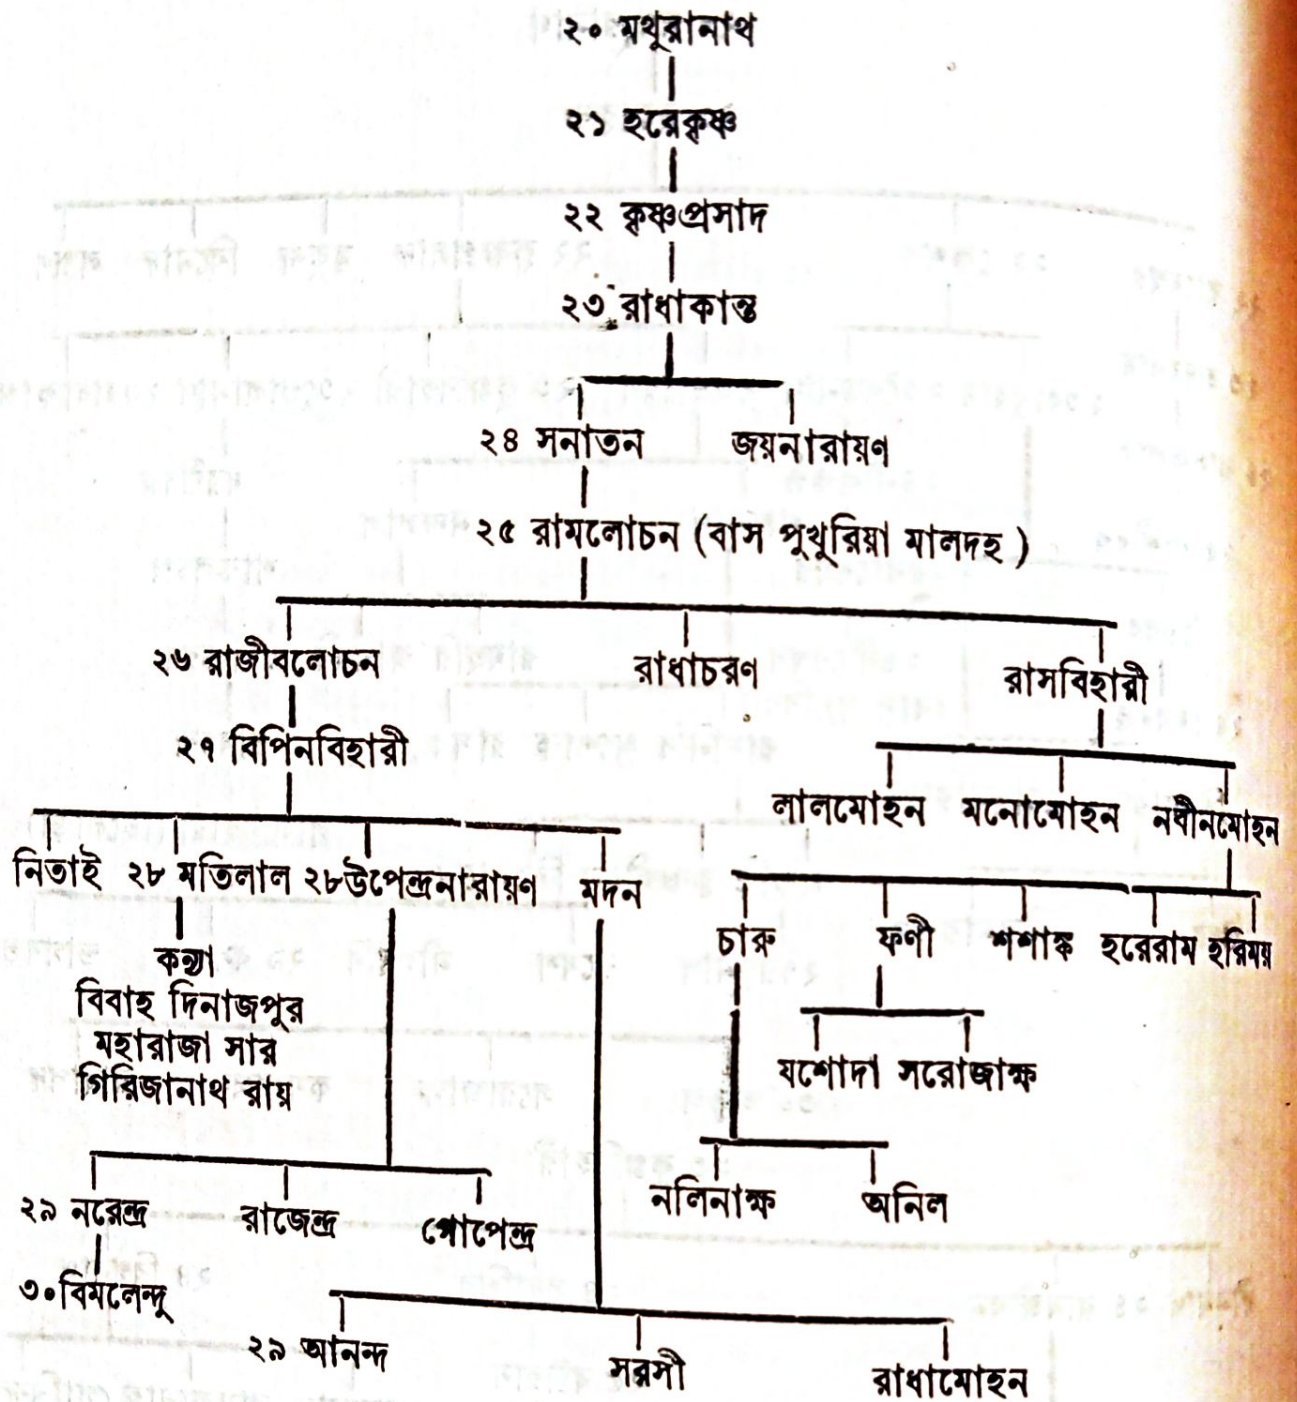 ২০ মথুরানাথ
২১ হরেকৃষ্ণ
২২ কৃষ্ণপ্রসাদ
২৩ রাধাকান্ত
২৪ সনাতন জয়নারায়ণ
২৫ রামলোচন (বাস পুখুরিয়া মালদহ)
২৬ রাজীবলোচন রাধাচরণ রাসবিহারী
২৭ বিপিনবিহারী
লালমোহন মনোমোহন নবীনমোহন
নিতাই ২৮ মতিলাল ২৮উপেন্দ্রনারায়ণ মদন
চারু ফণী শশাঙ্ক হরেরাম হরিময়
কন্যা
বিবাহ দিনাজপুর
মহারাজা সার
গিরিজানাথ রায়
যশোদা সরোজাক্ষ
নলিনাক্ষ অনিল
২৯ নরেন্দ্র রাজেন্দ্র গোপেন্দ্র
৩০ বিমলেন্দু
২৯ আনন্দ সরসী রাধামোহন